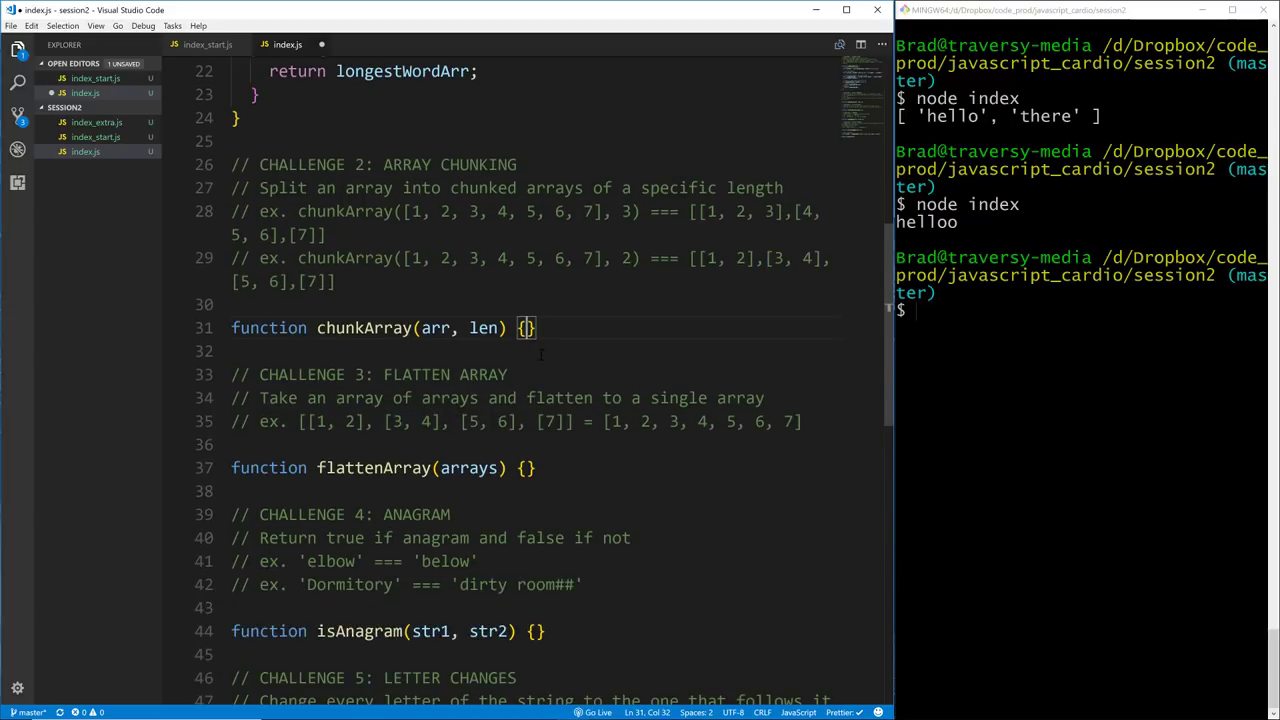 index.js - session2 - Visual Studio Code
File Edit Selection View Go Debug Tasks Help
EXPLORER
OPEN EDITORS 1 UNSAVED
index_start.js U
index.js U
SESSION2
index_extra.js U
index_start.js U
index.js U
index_start.js index.js
22 return longestWordArr;
23 }
24 }
25
26 // CHALLENGE 2: ARRAY CHUNKING
27 // Split an array into chunked arrays of a specific length
28 // ex. chunkArray([1, 2, 3, 4, 5, 6, 7], 3) === [[1, 2, 3],[4,
5, 6],[7]]
29 // ex. chunkArray([1, 2, 3, 4, 5, 6, 7], 2) === [[1, 2],[3, 4],
[5, 6],[7]]
30
31 function chunkArray(arr, len) {}
32
33 // CHALLENGE 3: FLATTEN ARRAY
34 // Take an array of arrays and flatten to a single array
35 // ex. [[1, 2], [3, 4], [5, 6], [7]] = [1, 2, 3, 4, 5, 6, 7]
36
37 function flattenArray(arrays) {}
38
39 // CHALLENGE 4: ANAGRAM
40 // Return true if anagram and false if not
41 // ex. 'elbow' === 'below'
42 // ex. 'Dormitory' === 'dirty room##'
43
44 function isAnagram(str1, str2) {}
45
46 // CHALLENGE 5: LETTER CHANGES
47 // Change every letter of the string to the one that follows it
master* 0 0 Go Live Ln 31, Col 32 Spaces: 2 UTF-8 CRLF JavaScript Prettier: ✓
MINGW64:/d/Dropbox/code_prod/javascript_cardio/session2
Brad@traversy-media /d/Dropbox/code_
prod/javascript_cardio/session2 (mas
ter)
$ node index
[ 'hello', 'there' ]
Brad@traversy-media /d/Dropbox/code_
prod/javascript_cardio/session2 (mas
ter)
$ node index
helloo
Brad@traversy-media /d/Dropbox/code_
prod/javascript_cardio/session2 (mas
ter)
$